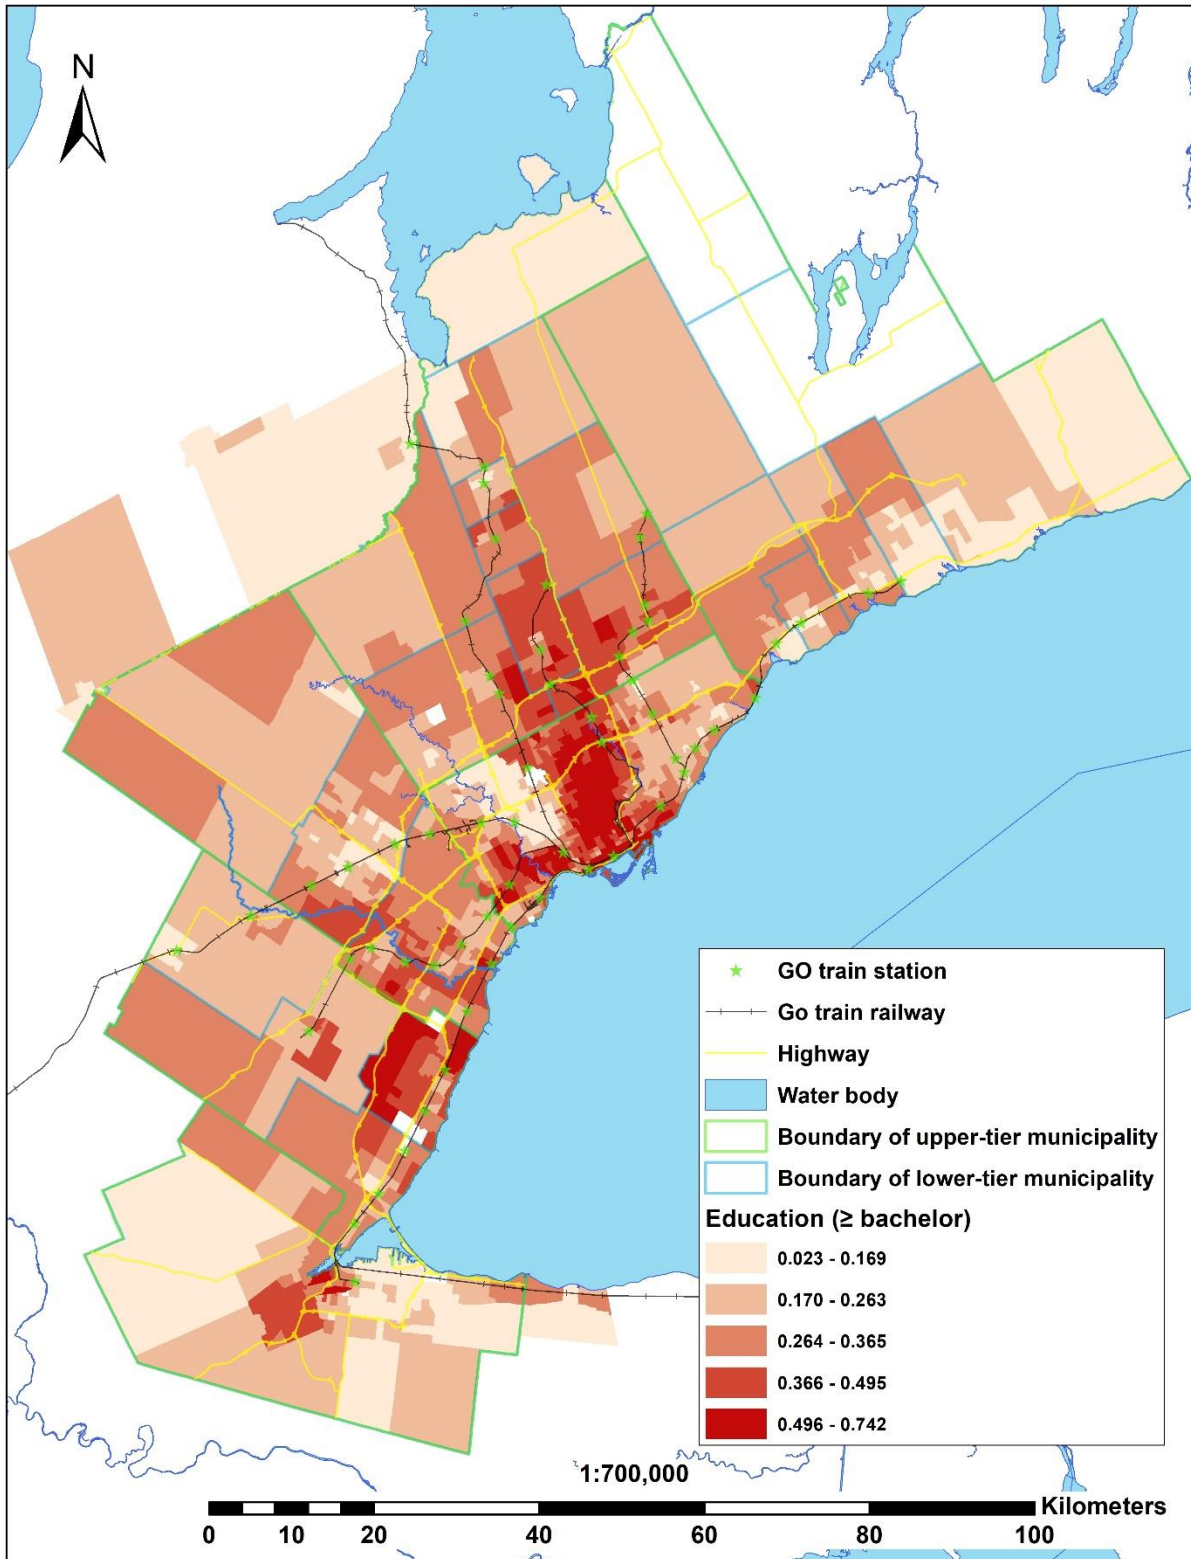 N
GO train station
Go train railway
Highway
Water body
Boundary of upper-tier municipality
Boundary of lower-tier municipality
Education (≥ bachelor)
0.023 - 0.169
0.170 - 0.263
0.264 - 0.365
0.366 - 0.495
0.496 - 0.742
1:700,000
Kilometers
0 10 20 40 60 80 100